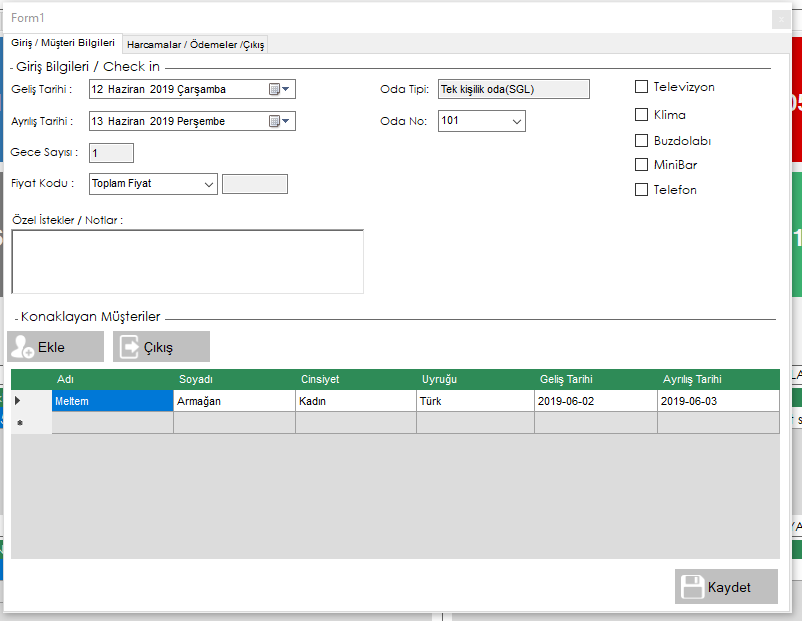 Form1
Giriş / Müşteri Bilgileri Harcamalar / Ödemeler /Çıkış
Giriş Bilgileri / Check in
Geliş Tarihi : 12 Haziran 2019 Çarşamba Oda Tipi: Tek kişilik oda(SGL) Televizyon
Ayrılış Tarihi : 13 Haziran 2019 Perşembe Oda No: 101 Klima
Gece Sayısı : 1 Buzdolabı
MiniBar
Fiyat Kodu : Toplam Fiyat Telefon
Özel İstekler / Notlar :
Konaklayan Müşteriler
Ekle Çıkış
Adı Soyadı Cinsiyet Uyruğu Geliş Tarihi Ayrılış Tarihi
Meltem Armağan Kadın Türk 2019-06-02 2019-06-03
Kaydet